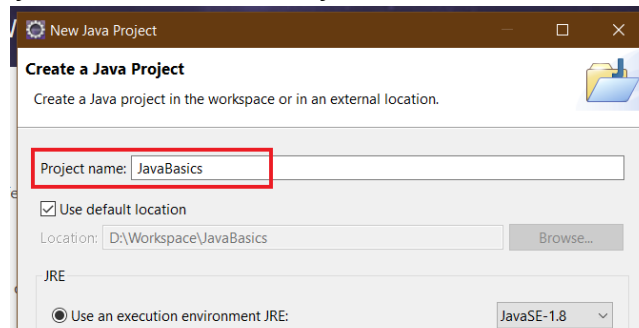 New Java Project
Create a Java Project
Create a Java project in the workspace or in an external location.
Project name: JavaBasics
Use default location
Location: D:\Workspace\JavaBasics Browse...
JRE
Use an execution environment JRE: JavaSE-1.8